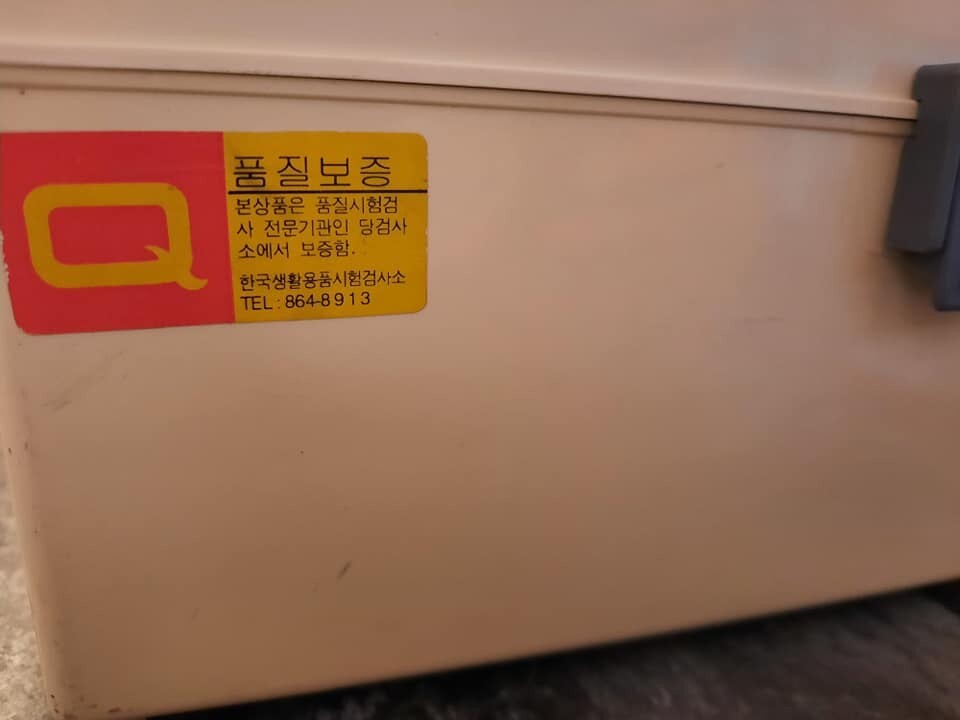 Q
품질보증
본상품은 품질시험검
사 전문기관인 당검사
소에서 보증함.
한국생활용품시험검사소
TEL : 864-8913